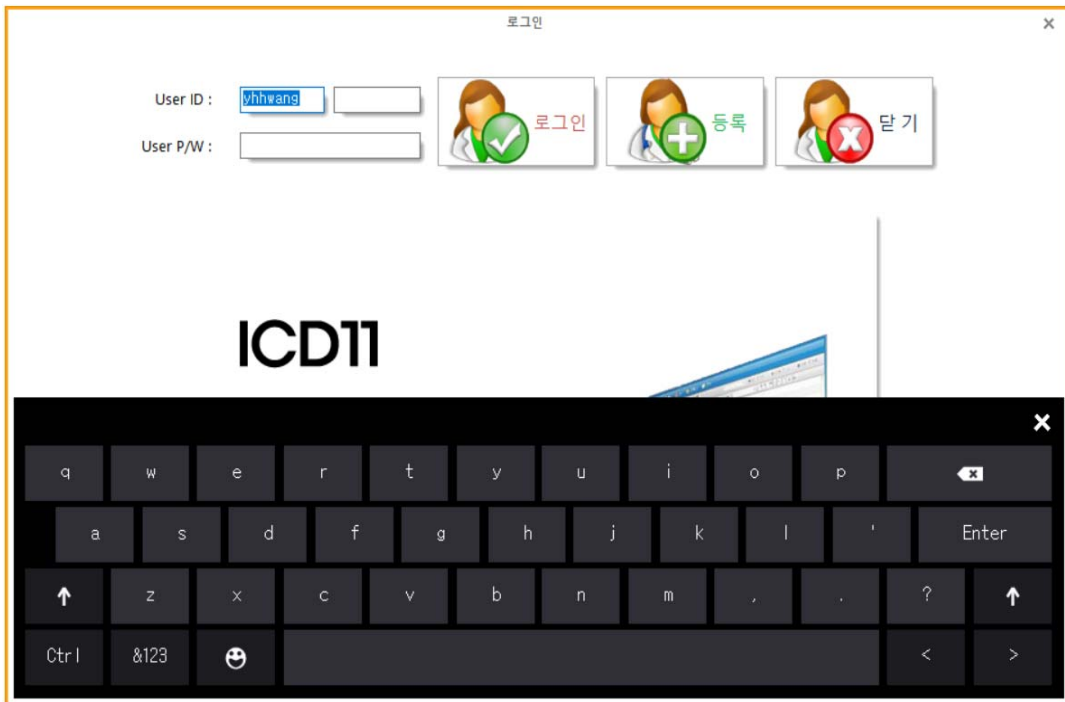 로그인
User ID : yhhwang
로그인
등록
닫 기
User P/W :
ICD11
q w e r t y u i o p
a s d f g h j k l ' Enter
z x c v b n m , . ?
Ctrl &123 < >